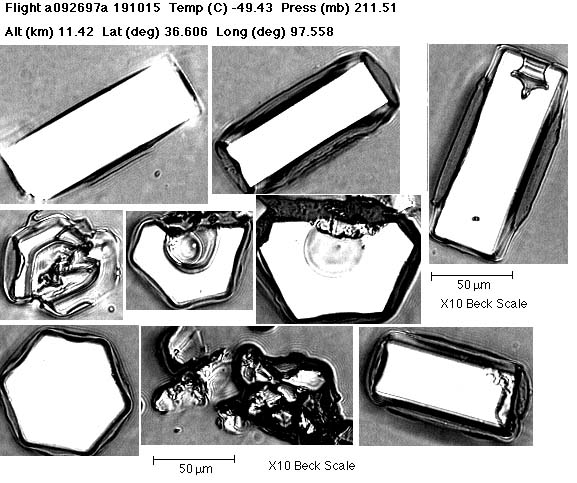 Flight a092697a 191015 Temp (C) -49.43 Press (mb) 211.51
Alt (km) 11.42 Lat (deg) 36.606 Long (deg) 97.558
50 μm
X10 Beck Scale
50 μm
X10 Beck Scale